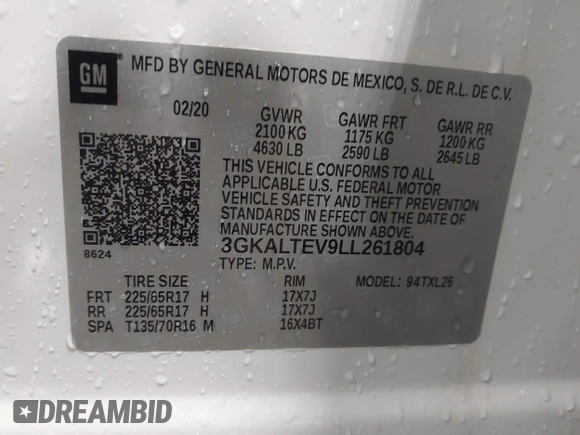 GM
MFD BY GENERAL MOTORS DE MEXICO, S. DE R.L. DE C.V.
02/20 GVWR GAWR FRT GAWR RR
2100 KG 1175 KG 1200 KG
4630 LB 2590 LB 2645 LB
THIS VEHICLE CONFORMS TO ALL
APPLICABLE U.S. FEDERAL MOTOR
VEHICLE SAFETY AND THEFT PREVENTION
STANDARDS IN EFFECT ON THE DATE OF
MANUFACTURE SHOWN ABOVE.
8624 3GKALTEV9LL261804
TYPE: M.P.V. MODEL: 94TXL26
TIRE SIZE RIM
FRT 225/65R17 H 17X7J
RR 225/65R17 H 17X7J
SPA T135/70R16 M 16X4BT
DREAMBID